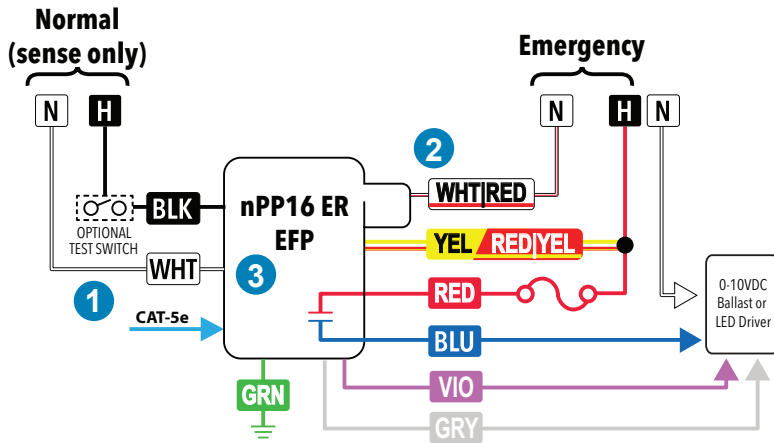 Normal
(sense only)
Emergency
N
H
N
H
N
1
2
3
nPP16 ER
EFP
WHT|RED
BLK
OPTIONAL
TEST SWITCH
YEL
RED|YEL
WHT
RED
0-10VDC
Ballast or
LED Driver
CAT-5e
BLU
VIO
GRN
GRY